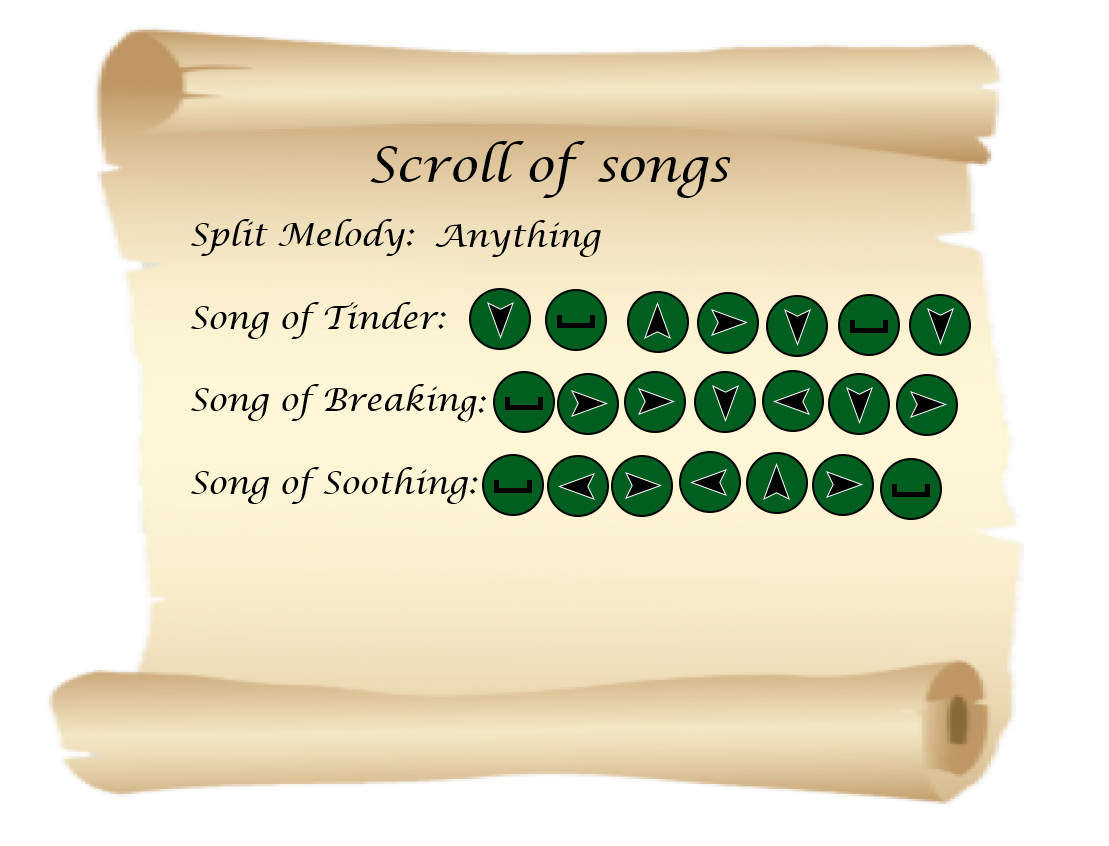 Scroll of songs
Split Melody: Anything
Song of Tinder:
Song of Breaking:
Song of Soothing: